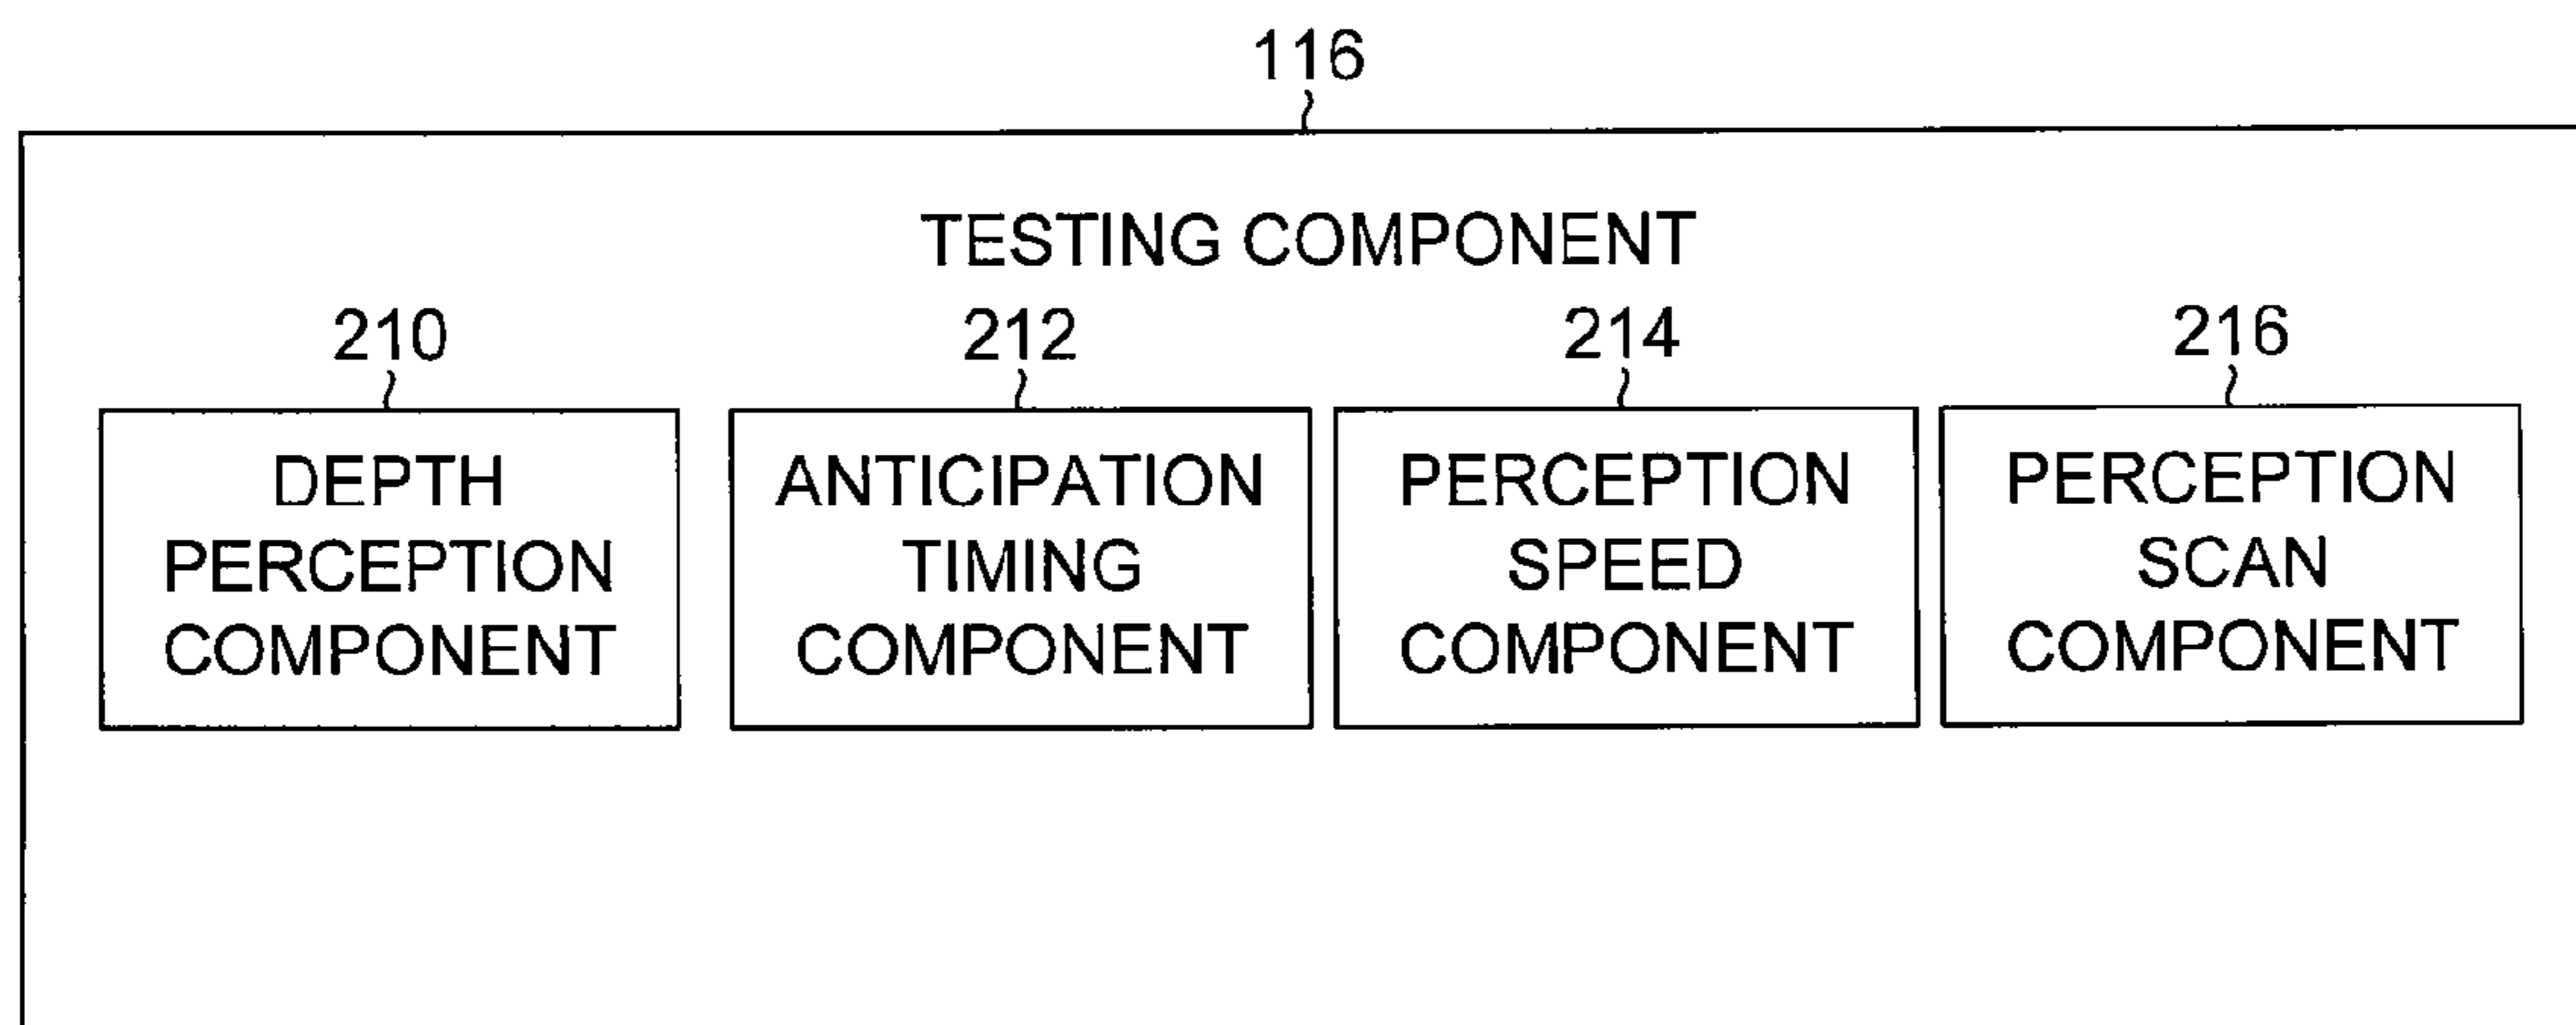 116
TESTING COMPONENT
210
212
214
216
DEPTH
PERCEPTION
COMPONENT
ANTICIPATION
TIMING
COMPONENT
PERCEPTION
SPEED
COMPONENT
PERCEPTION
SCAN
COMPONENT